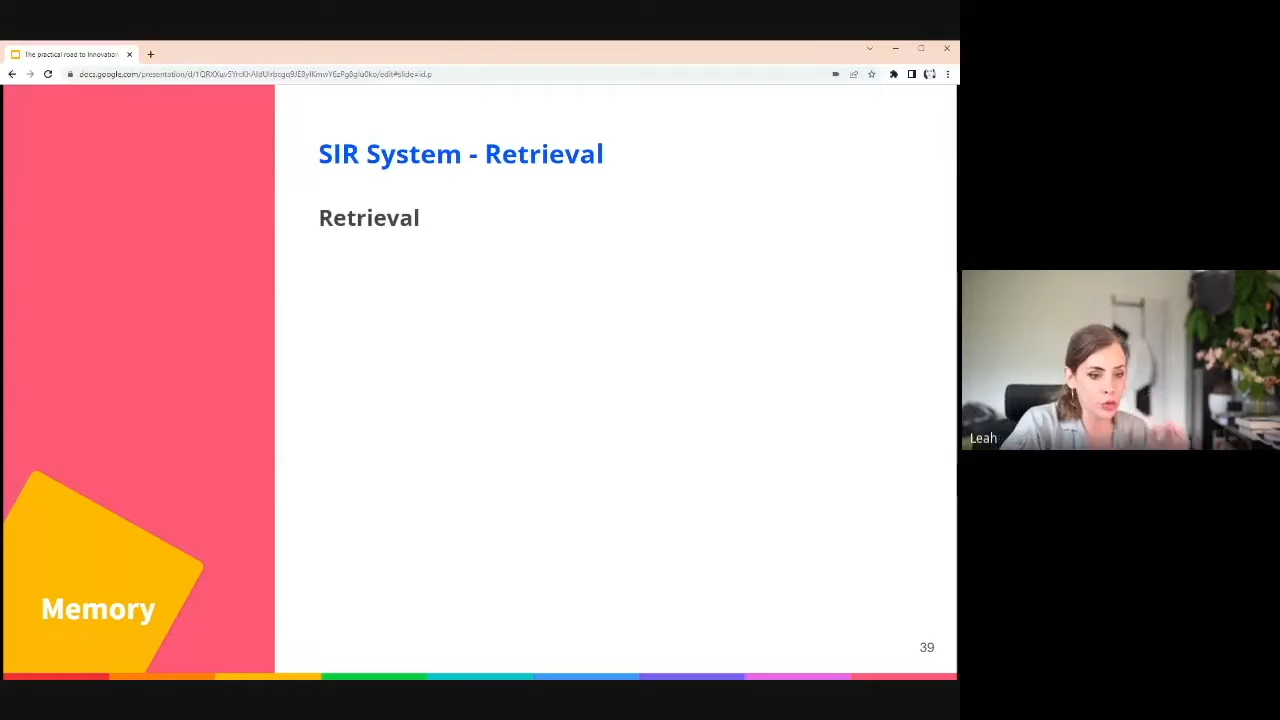 The practical road to Innovation
SIR System - Retrieval
Retrieval
Memory
39
Leah